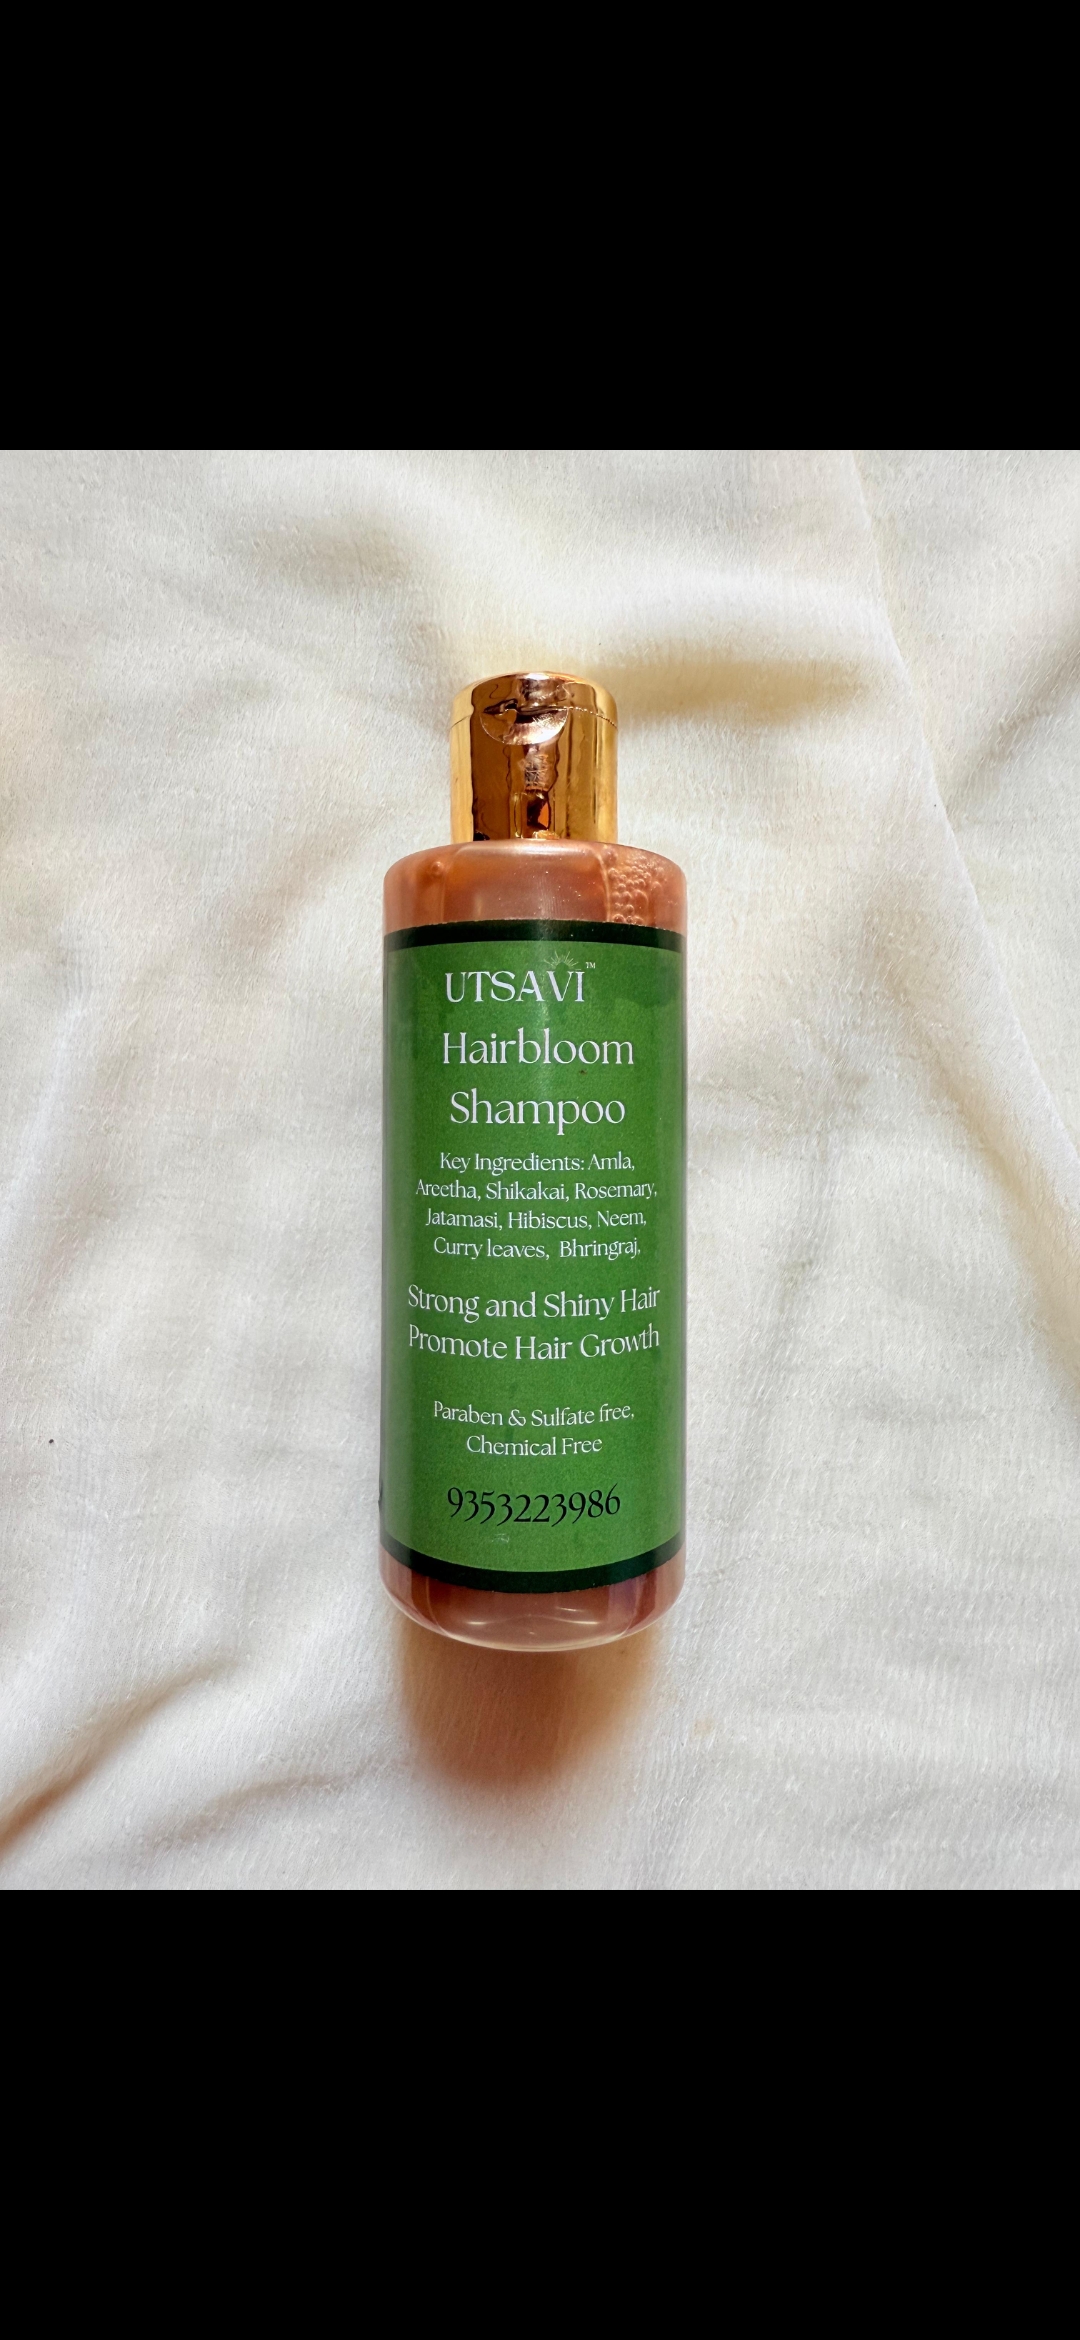 UTSAVI™
Hairbloom
Shampoo
Key Ingredients: Amla,
Areetha, Shikakai, Rosemary,
Jatamasi, Hibiscus, Neem,
Curry leaves, Bhringraj,
Strong and Shiny Hair
Promote Hair Growth
Paraben & Sulfate free,
Chemical Free
9353223986